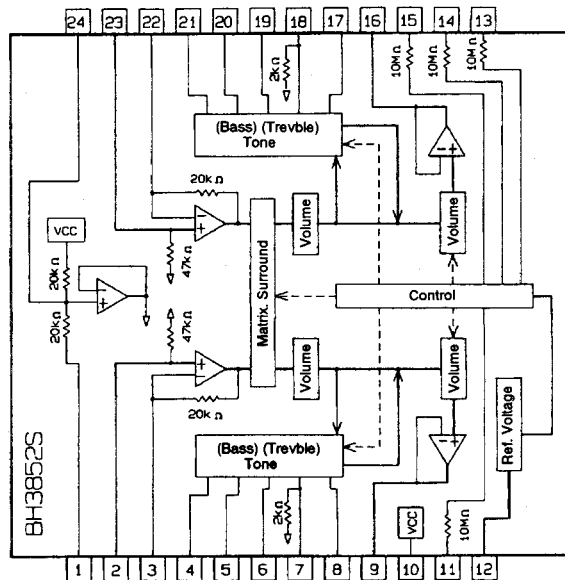 24 23 22 21 20 19 18 17 16 15 14 13
2kΩ
10MΩ
10MΩ
10MΩ
(Bass) (Trevble)
Tone
20kΩ
VCC
20kΩ
20kΩ
47kΩ
47kΩ
Matrix. Surround
Volume
Volume
Control
Volume
Volume
20kΩ
(Bass) (Trevble)
Tone
2kΩ
Ref. Voltage
VCC
10MΩ
BH3852S
1 2 3 4 5 6 7 8 9 10 11 12